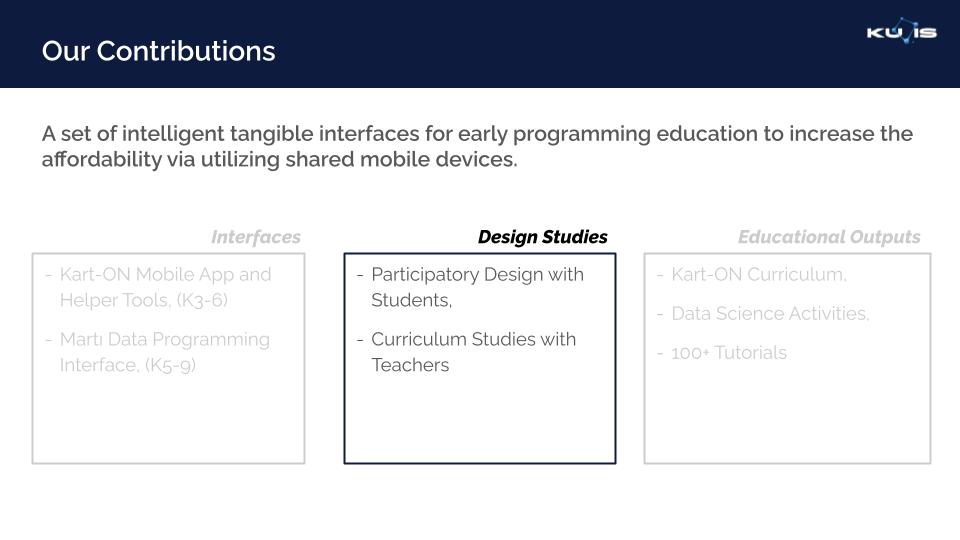 Our Contributions
KUIS
A set of intelligent tangible interfaces for early programming education to increase the
affordability via utilizing shared mobile devices.
Interfaces
- Kart-ON Mobile App and
Helper Tools, (K3-6)
- Martı Data Programming
Interface, (K5-9)
Design Studies
- Participatory Design with
Students,
- Curriculum Studies with
Teachers
Educational Outputs
- Kart-ON Curriculum,
- Data Science Activities,
- 100+ Tutorials